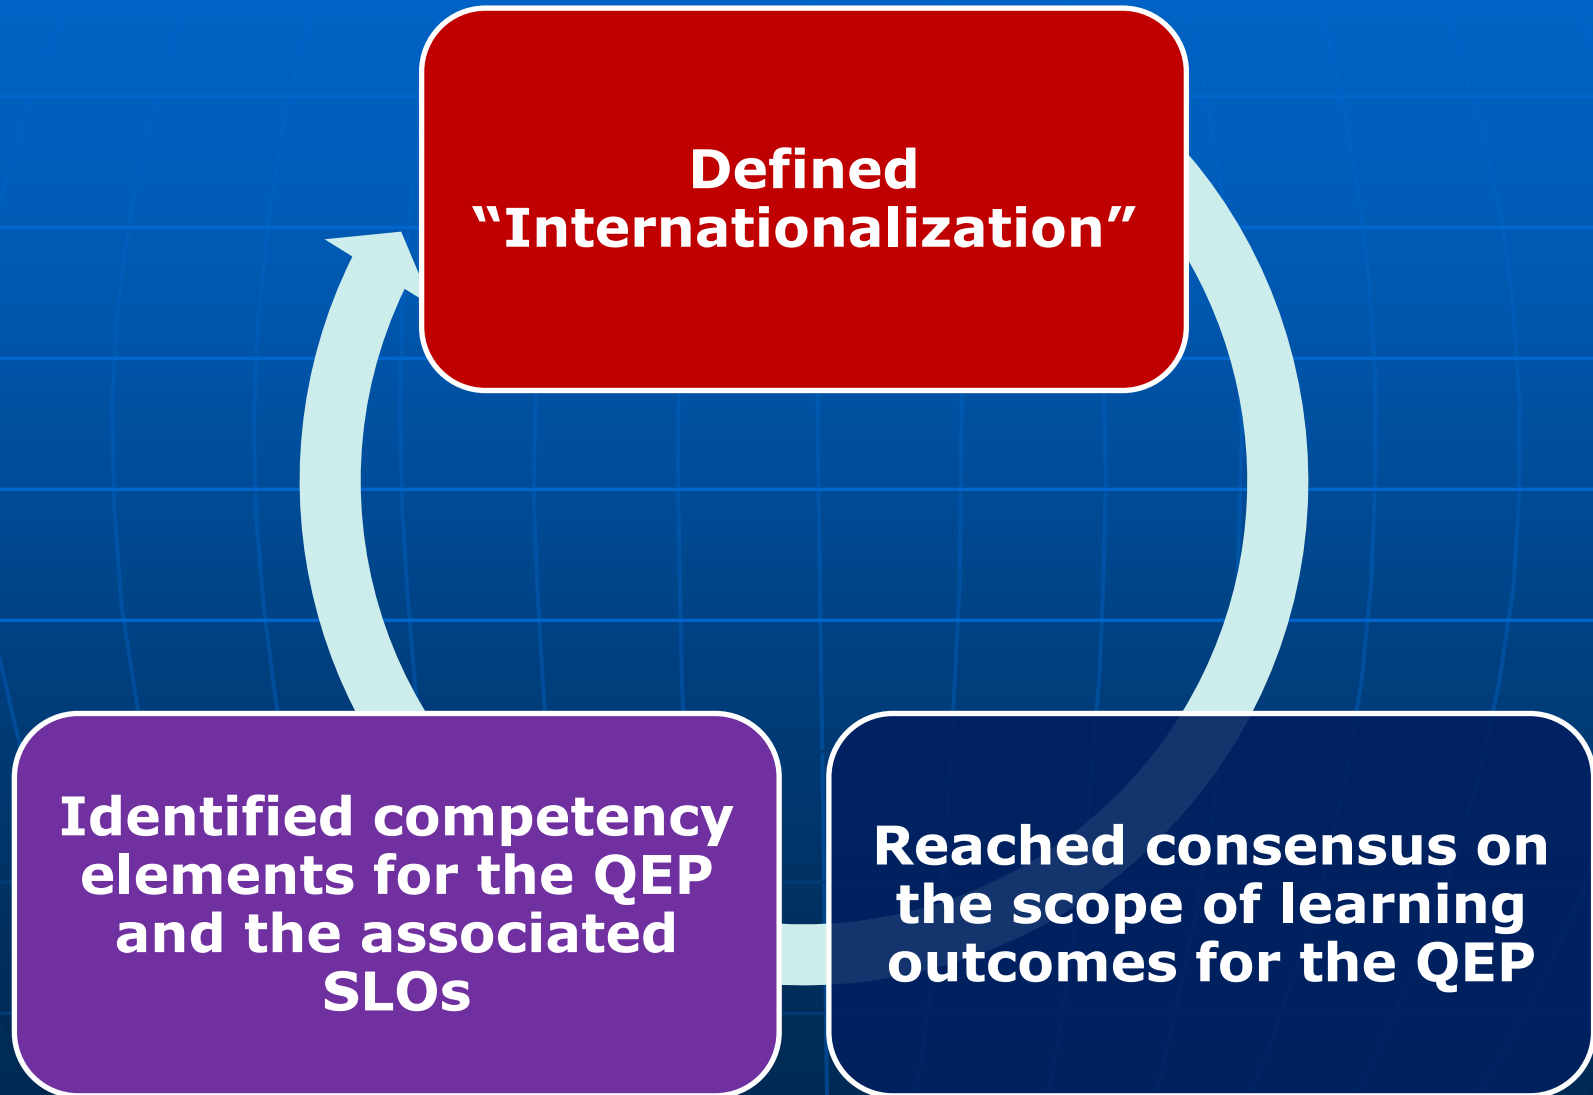 Defined
“Internationalization”
Reached consensus on
the scope of learning
outcomes for the QEP
Identified competency
elements for the QEP
and the associated
SLOs